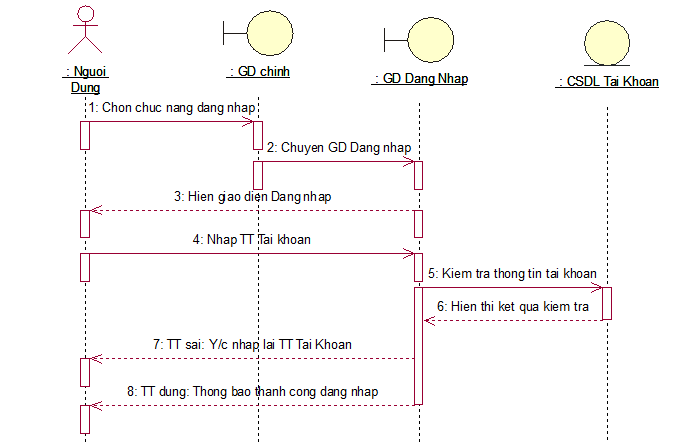 : Nguoi
Dung
: GD chinh
: GD Dang Nhap
: CSDL Tai Khoan
1: Chon chuc nang dang nhap
2: Chuyen GD Dang nhap
3: Hien giao dien Dang nhap
4: Nhap TT Tai khoan
5: Kiem tra thong tin tai khoan
6: Hien thi ket qua kiem tra
7: TT sai: Y/c nhap lai TT Tai Khoan
8: TT dung: Thong bao thanh cong dang nhap